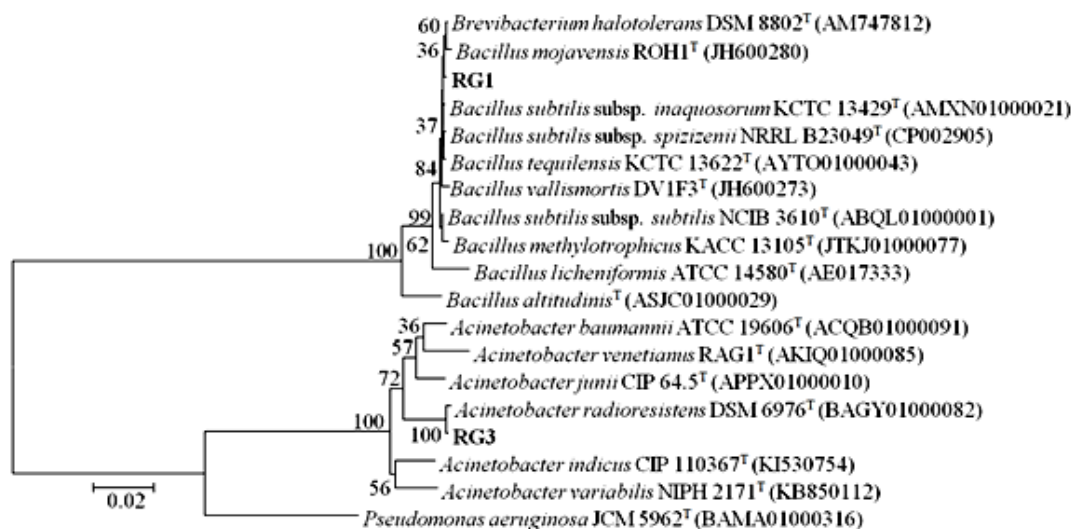 60 Brevibacterium halotolerans DSM 8802ᵀ (AM747812)
36 Bacillus mojavensis ROH1ᵀ (JH600280)
RG1
Bacillus subtilis subsp. inaquosorum KCTC 13429ᵀ (AMXN01000021)
37 Bacillus subtilis subsp. spizizenii NRRL B23049ᵀ (CP002905)
84 Bacillus tequilensis KCTC 13622ᵀ (AYTO01000043)
Bacillus vallismortis DV1F3ᵀ (JH600273)
99 Bacillus subtilis subsp. subtilis NCIB 3610ᵀ (ABQL01000001)
100 62 Bacillus methylotrophicus KACC 13105ᵀ (JTKJ01000077)
Bacillus licheniformis ATCC 14580ᵀ (AE017333)
Bacillus altitudinisᵀ (ASJC01000029)
36 Acinetobacter baumannii ATCC 19606ᵀ (ACQB01000091)
57 Acinetobacter venetianus RAG1ᵀ (AKIQ01000085)
72 Acinetobacter junii CIP 64.5ᵀ (APPX01000010)
100 Acinetobacter radioresistens DSM 6976ᵀ (BAGY01000082)
100 RG3
Acinetobacter indicus CIP 110367ᵀ (KI530754)
56 Acinetobacter variabilis NIPH 2171ᵀ (KB850112)
0.02
Pseudomonas aeruginosa JCM 5962ᵀ (BAMA01000316)